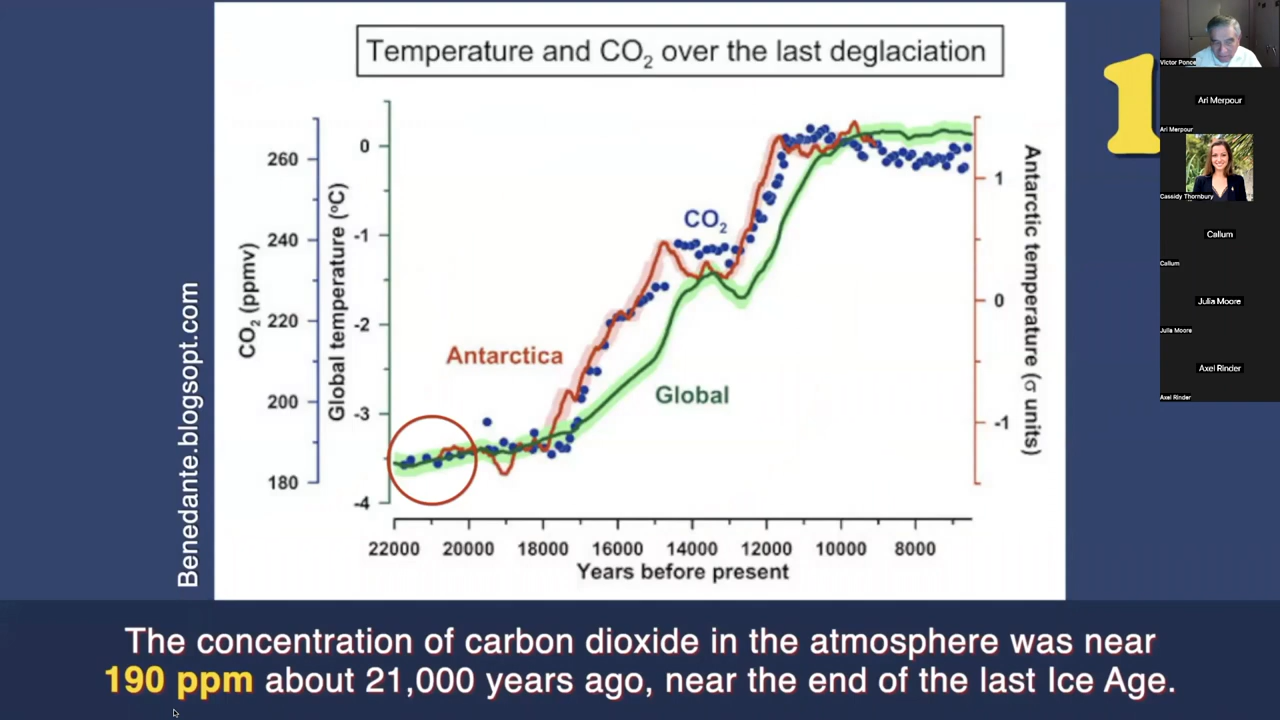 Temperature and CO2 over the last deglaciation
1
Victor Ponce
Ari Merpour
Ari Merpour
Cassidy Thornbury
Callum
Callum
Julia Moore
Julia Moore
Axel Rinder
Axel Rinder
Benedante.blogsopt.com
CO2 (ppmv)
260
240
220
200
180
Global temperature (°C)
0
-1
-2
-3
-4
CO2
Antarctica
Global
1
0
-1
Antarctic temperature (σ units)
22000 20000 18000 16000 14000 12000 10000 8000
Years before present
The concentration of carbon dioxide in the atmosphere was near
190 ppm about 21,000 years ago, near the end of the last Ice Age.